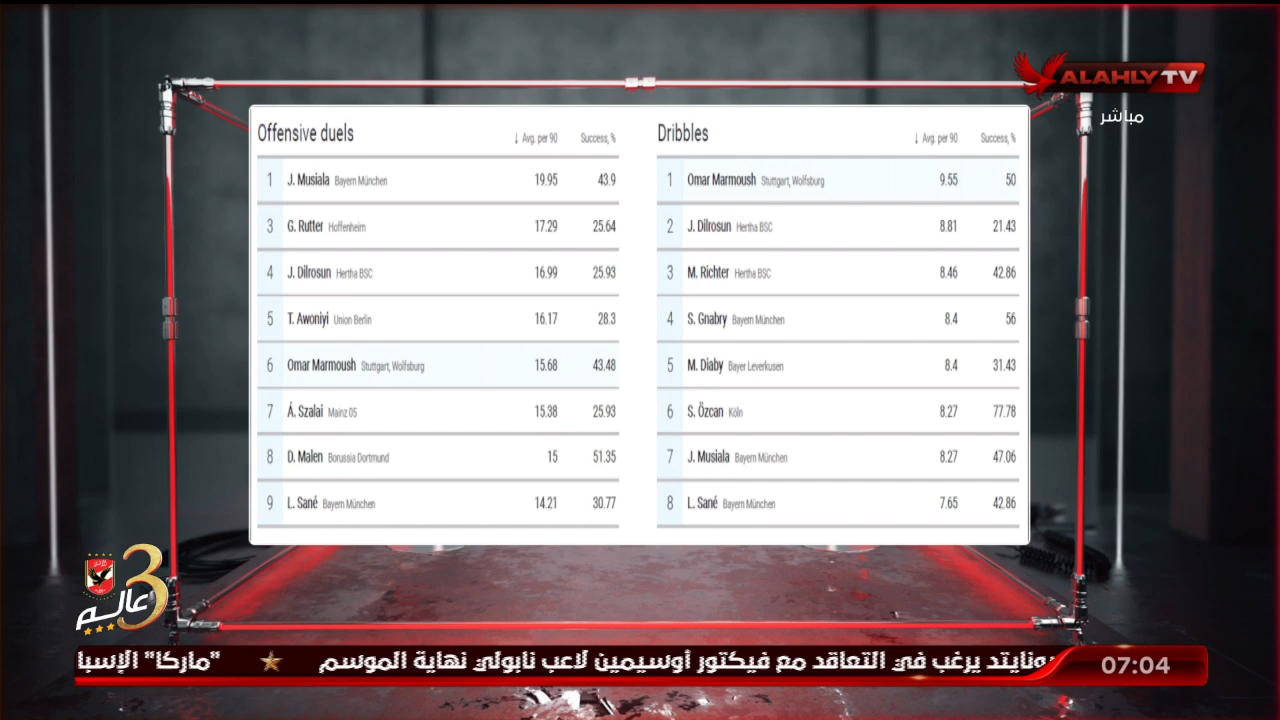 ALAHLY TV
مباشر
Offensive duels ↓ Avg. per 90 Success, %
1 J. Musiala Bayern München 19.95 43.9
3 G. Rutter Hoffenheim 17.29 25.64
4 J. Dilrosun Hertha BSC 16.99 25.93
5 T. Awoniyi Union Berlin 16.17 28.3
6 Omar Marmoush Stuttgart, Wolfsburg 15.68 43.48
7 Á. Szalai Mainz 05 15.38 25.93
8 D. Malen Borussia Dortmund 15 51.35
9 L. Sané Bayern München 14.21 30.77
Dribbles ↓ Avg. per 90 Success, %
1 Omar Marmoush Stuttgart, Wolfsburg 9.55 50
2 J. Dilrosun Hertha BSC 8.81 21.43
3 M. Richter Hertha BSC 8.46 42.86
4 S. Gnabry Bayern München 8.4 56
5 M. Diaby Bayer Leverkusen 8.4 31.43
6 S. Özcan Köln 8.27 77.78
7 J. Musiala Bayern München 8.27 47.06
8 L. Sané Bayern München 7.65 42.86
3
عالم
يونايتد يرغب في التعاقد مع فيكتور أوسيمين لاعب نابولي نهاية الموسم ★ "ماركا" الإسبا
07:04